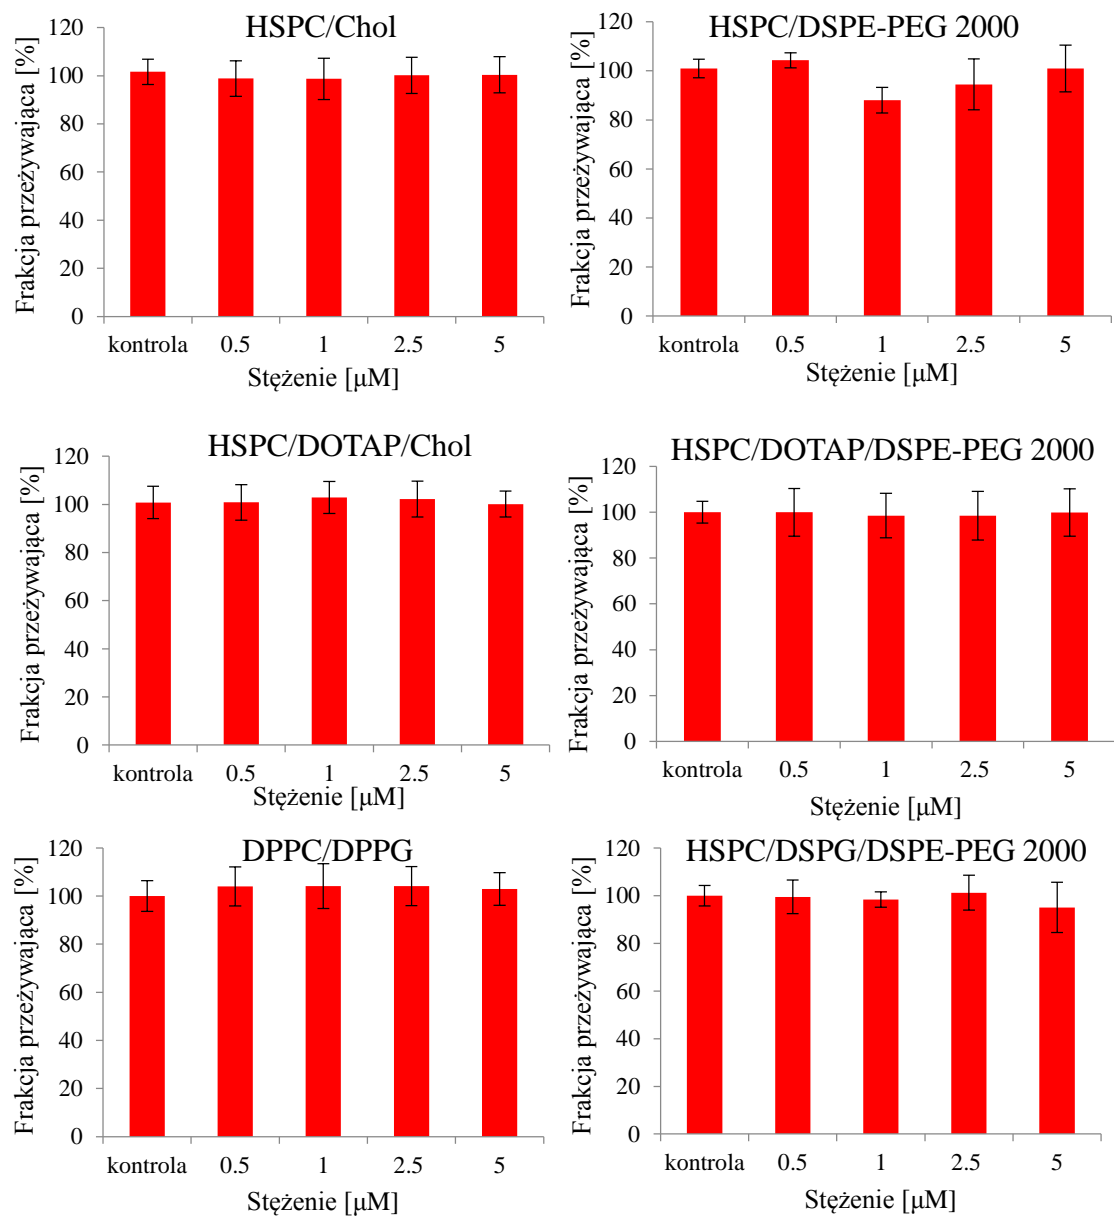 HSPC/Chol
Frakcja przeżywająca [%]
120
100
80
60
40
20
0
kontrola 0.5 1 2.5 5
Stężenie [μM]
HSPC/DSPE-PEG 2000
Frakcja przeżywająca [%]
120
100
80
60
40
20
0
kontrola 0.5 1 2.5 5
Stężenie [μM]
HSPC/DOTAP/Chol
Frakcja przeżywająca [%]
120
100
80
60
40
20
0
kontrola 0.5 1 2.5 5
Stężenie [μM]
HSPC/DOTAP/DSPE-PEG 2000
Frakcja przeżywająca [%]
120
100
80
60
40
20
0
kontrola 0.5 1 2.5 5
Stężenie [μM]
DPPC/DPPG
Frakcja przeżywająca [%]
120
100
80
60
40
20
0
kontrola 0.5 1 2.5 5
Stężenie [μM]
HSPC/DSPG/DSPE-PEG 2000
Frakcja przeżywająca [%]
120
100
80
60
40
20
0
kontrola 0.5 1 2.5 5
Stężenie [μM]